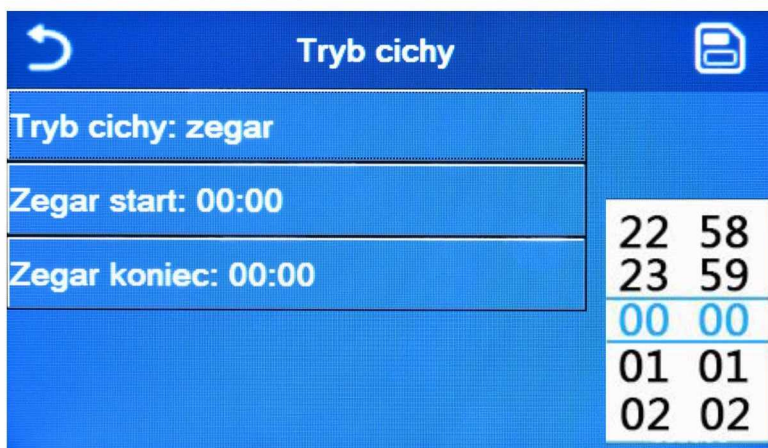 Tryb cichy
Tryb cichy: zegar
Zegar start: 00:00
Zegar koniec: 00:00
22 58
23 59
00 00
01 01
02 02